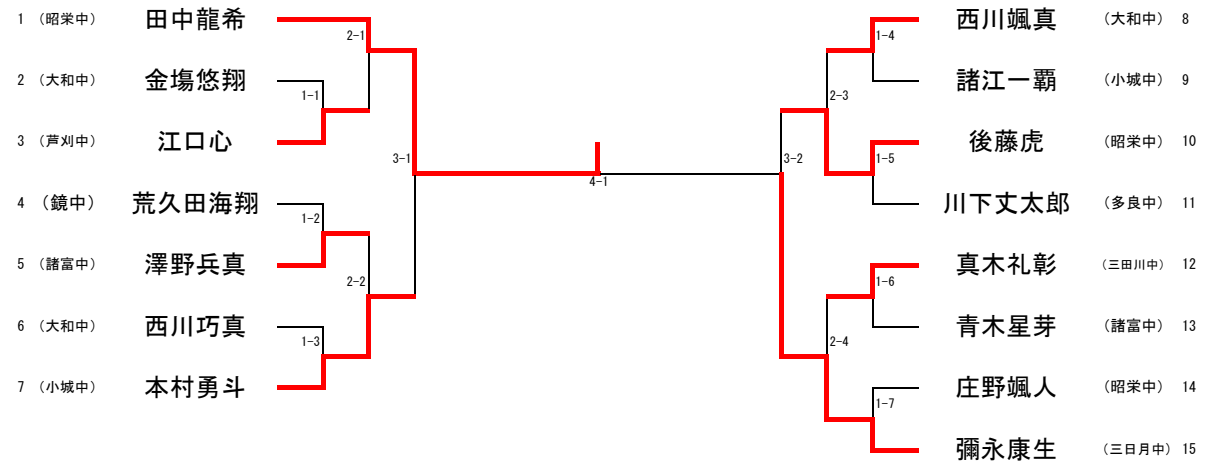 1 （昭栄中） 田中龍希
2 （大和中） 金塲悠翔
3 （芦刈中） 江口心
4 （鏡中） 荒久田海翔
5 （諸富中） 澤野兵真
6 （大和中） 西川巧真
7 （小城中） 本村勇斗
2-1
1-1
3-1
1-2
2-2
1-3
4-1
1-4
2-3
1-5
3-2
1-6
2-4
1-7
西川颯真 （大和中） 8
諸江一覇 （小城中） 9
後藤虎 （昭栄中） 10
川下丈太郎 （多良中） 11
真木礼彰 （三田川中） 12
青木星芽 （諸富中） 13
庄野颯人 （昭栄中） 14
彌永康生 （三日月中） 15